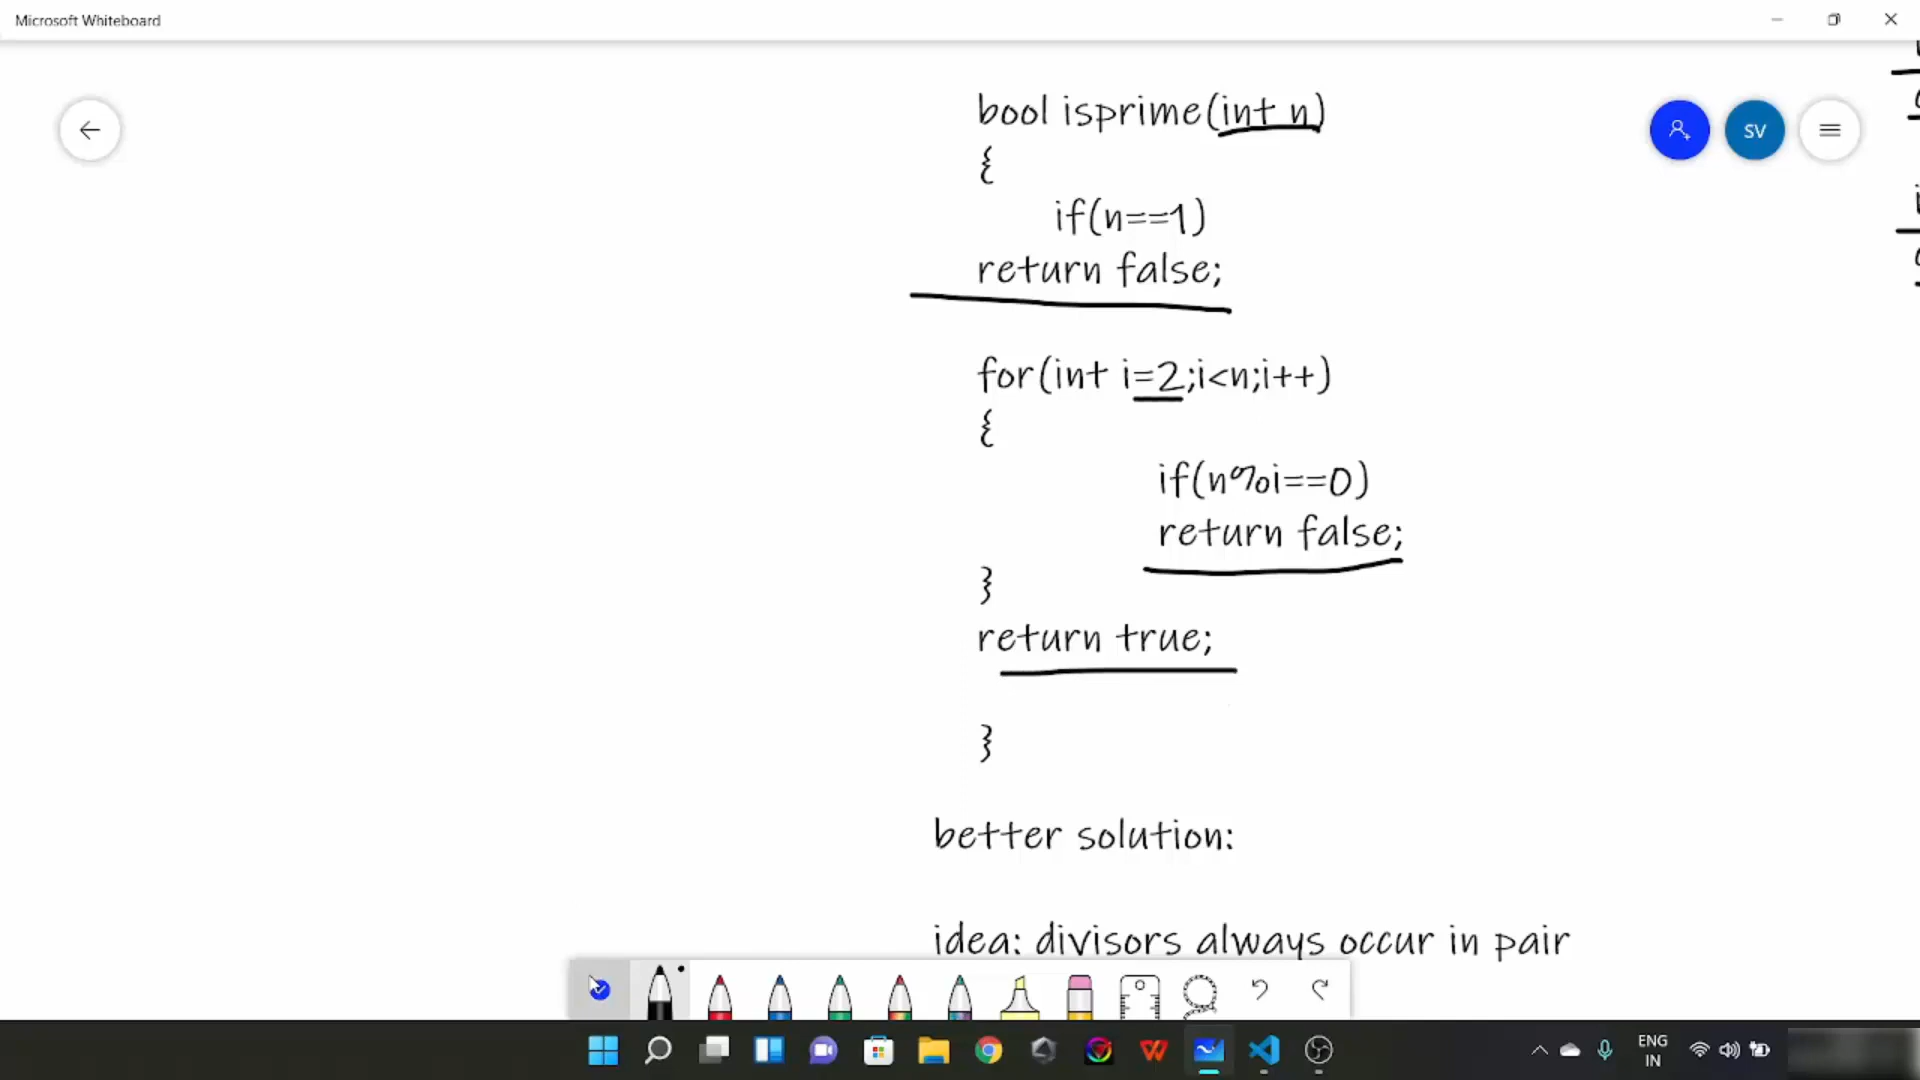 Microsoft Whiteboard
bool isprime(int n)
{
SV
if(n==1)
return false;
for(int i=2;i<n;i++)
{
if(n%i==0)
return false;
}
return true;
}
better solution:
idea: divisors always occur in pair
ENG
IN